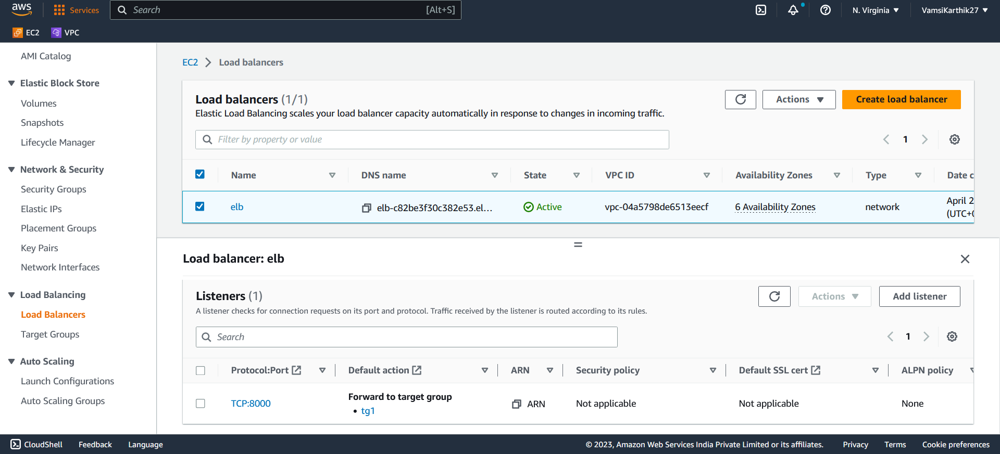 aws
Services
Search
[Alt+S]
N. Virginia
VamsiKarthik27
EC2
VPC
AMI Catalog
Elastic Block Store
Volumes
Snapshots
Lifecycle Manager
Network & Security
Security Groups
Elastic IPs
Placement Groups
Key Pairs
Network Interfaces
Load Balancing
Load Balancers
Target Groups
Auto Scaling
Launch Configurations
Auto Scaling Groups
EC2 > Load balancers
Load balancers (1/1)
Elastic Load Balancing scales your load balancer capacity automatically in response to changes in incoming traffic.
Actions
Create load balancer
Filter by property or value
1
Name DNS name State VPC ID Availability Zones Type Date c
elb elb-c82be3f30c382e53.el... Active vpc-04a5798de6513eecf 6 Availability Zones network April 2
(UTC+0
Load balancer: elb
Listeners (1)
A listener checks for connection requests on its port and protocol. Traffic received by the listener is routed according to its rules.
Actions
Add listener
Search
1
Protocol:Port Default action ARN Security policy Default SSL cert ALPN policy
TCP:8000 Forward to target group
• tg1
ARN Not applicable Not applicable None
CloudShell Feedback Language © 2023, Amazon Web Services India Private Limited or its affiliates. Privacy Terms Cookie preferences